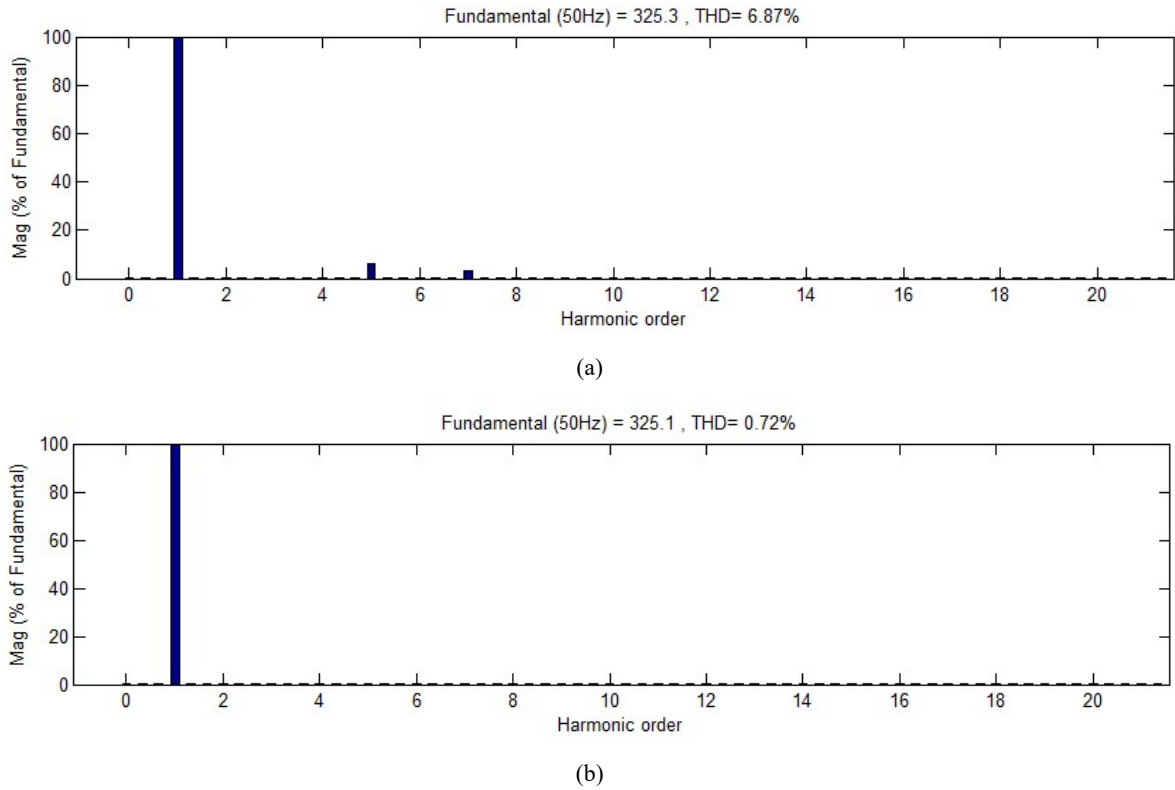 Fundamental (50Hz) = 325.3 , THD= 6.87%
100
80
60
40
20
0
Mag (% of Fundamental)
0 2 4 6 8 10 12 14 16 18 20
Harmonic order
(a)
Fundamental (50Hz) = 325.1 , THD= 0.72%
100
80
60
40
20
0
Mag (% of Fundamental)
0 2 4 6 8 10 12 14 16 18 20
Harmonic order
(b)